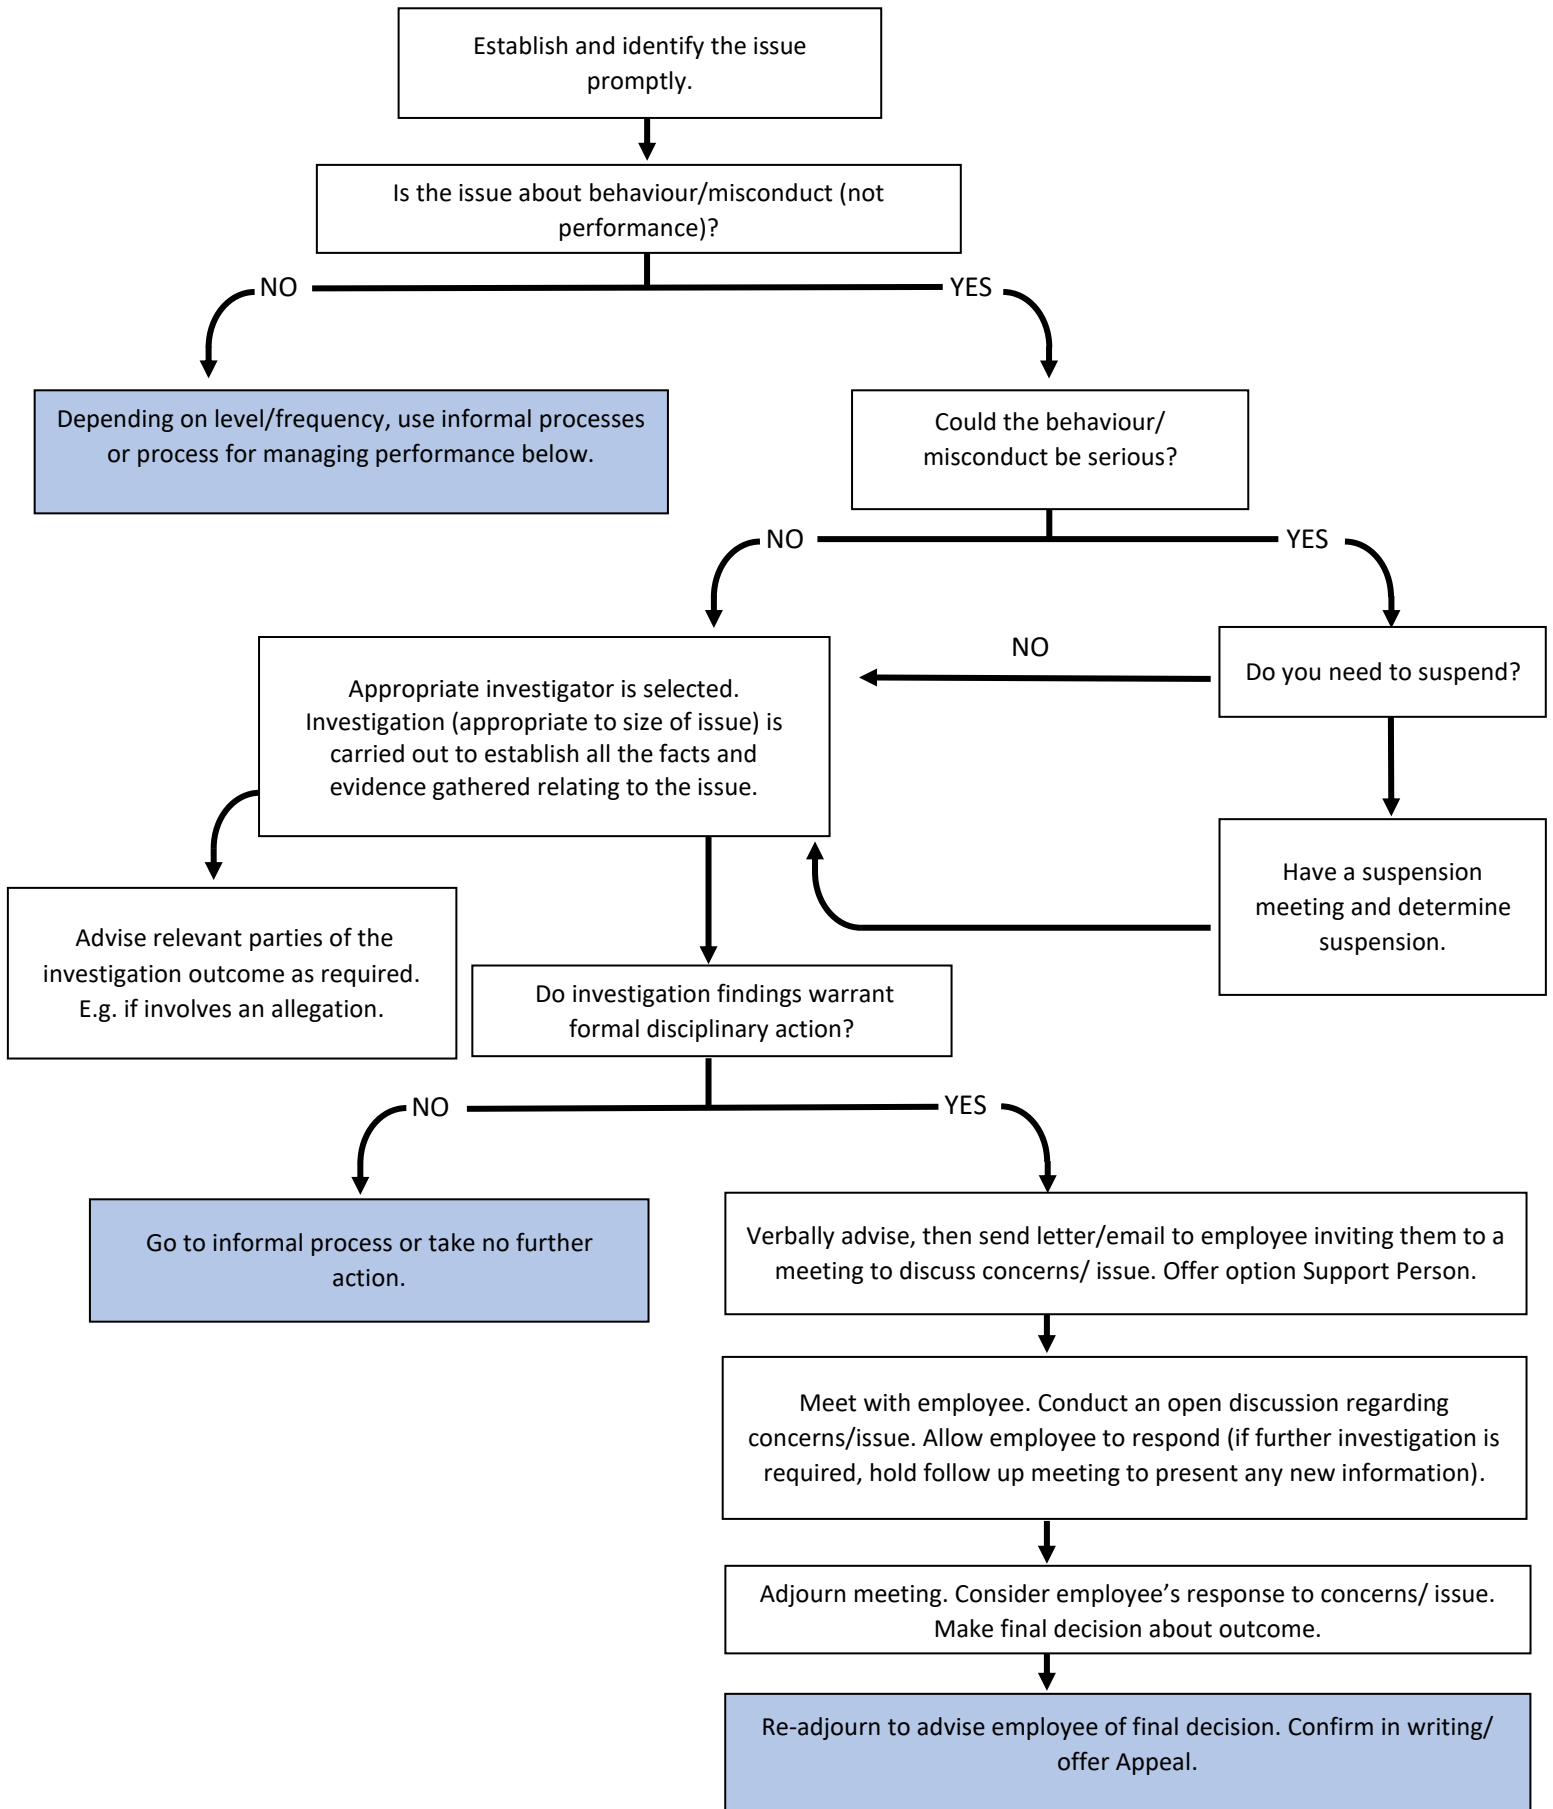 Establish and identify the issue
promptly.
Is the issue about behaviour/misconduct (not
performance)?
NO
YES
Depending on level/frequency, use informal processes
or process for managing performance below.
Could the behaviour/
misconduct be serious?
NO
YES
Appropriate investigator is selected.
Investigation (appropriate to size of issue) is
carried out to establish all the facts and
evidence gathered relating to the issue.
NO
Do you need to suspend?
Have a suspension
meeting and determine
suspension.
Advise relevant parties of the
investigation outcome as required.
E.g. if involves an allegation.
Do investigation findings warrant
formal disciplinary action?
NO
YES
Go to informal process or take no further
action.
Verbally advise, then send letter/email to employee inviting them to a
meeting to discuss concerns/ issue. Offer option Support Person.
Meet with employee. Conduct an open discussion regarding
concerns/issue. Allow employee to respond (if further investigation is
required, hold follow up meeting to present any new information).
Adjourn meeting. Consider employee’s response to concerns/ issue.
Make final decision about outcome.
Re-adjourn to advise employee of final decision. Confirm in writing/
offer Appeal.